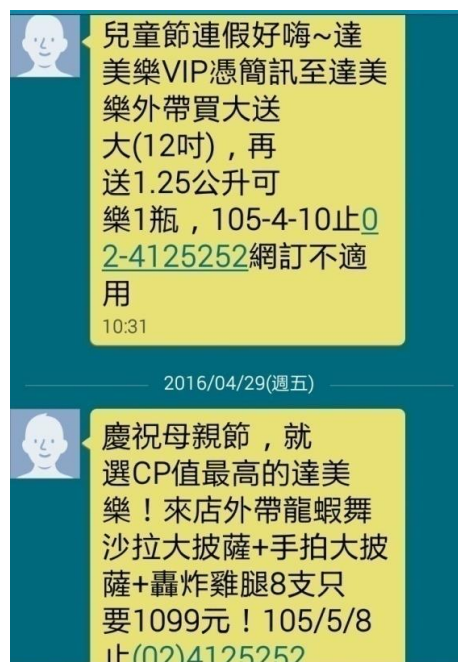 兒童節連假好嗨~達
美樂VIP憑簡訊至達美
樂外帶買大送
大(12吋)，再
送1.25公升可
樂1瓶，105-4-10止0
2-4125252網訂不適
用
10:31
2016/04/29(週五)
慶祝母親節，就
選CP值最高的達美
樂！來店外帶龍蝦舞
沙拉大披薩+手拍大披
薩+轟炸雞腿8支只
要1099元！105/5/8
止(02)4125252